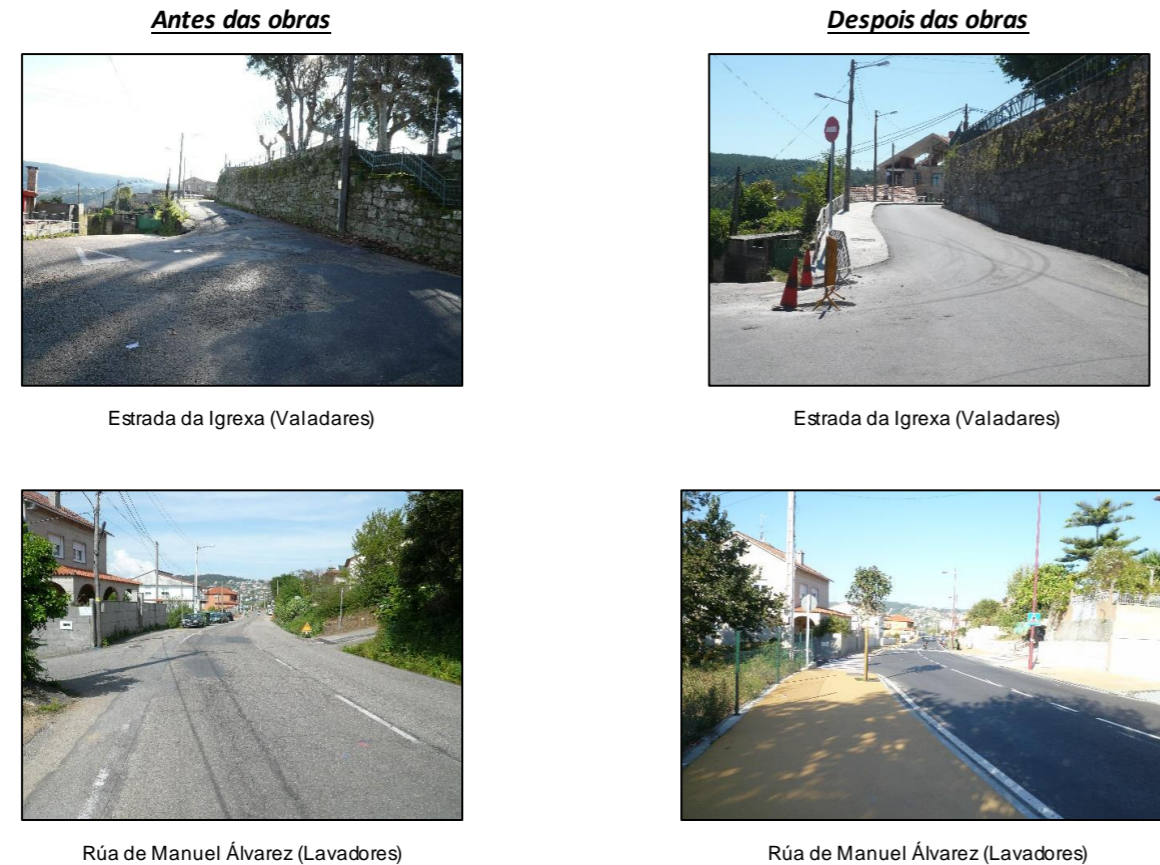 Antes das obras
Despois das obras
Estrada da Igrexa (Valadares)
Estrada da Igrexa (Valadares)
Rúa de Manuel Álvarez (Lavadores)
Rúa de Manuel Álvarez (Lavadores)